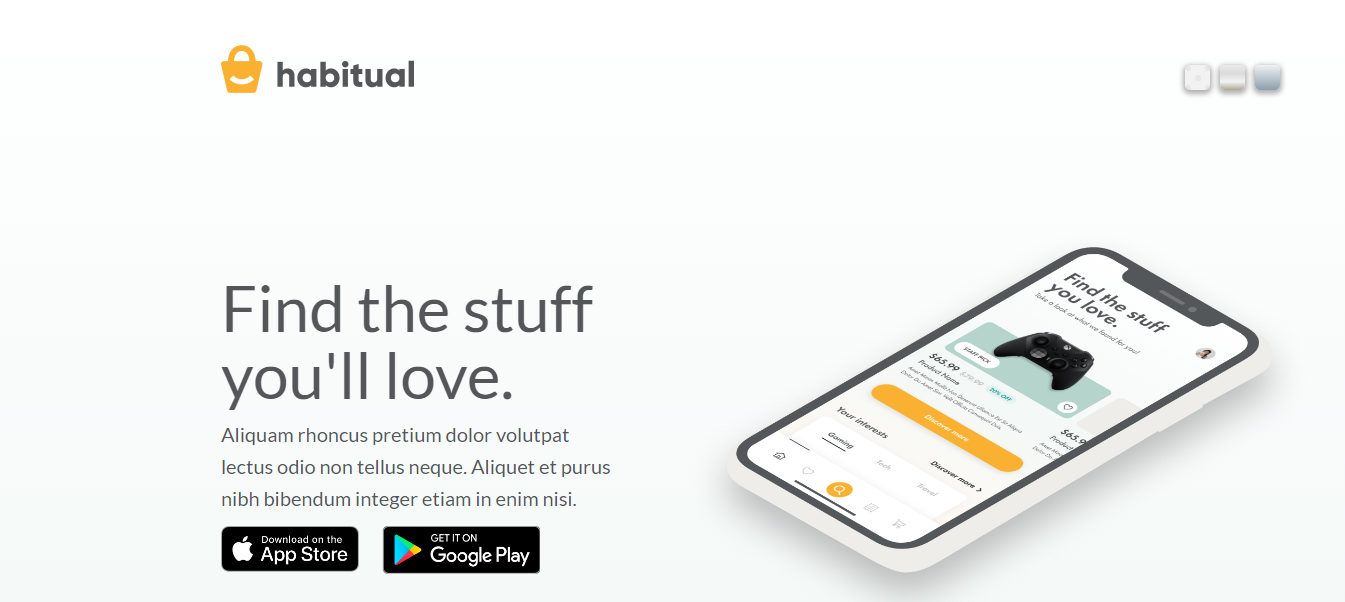 habitual
Find the stuff
you'll love.
Aliquam rhoncus pretium dolor volutpat
lectus odio non tellus neque. Aliquet et purus
nibh bibendum integer etiam in enim nisi.
Download on the
App Store
GET IT ON
Google Play
Find the stuff
you love.
Take a look at what we found for you!
STAFF PICK
$65.99 $79.99 20% OFF
Product Name
Discover more
Your interests
Discover more
Gaming
Tech
Travel
$65.9
Product